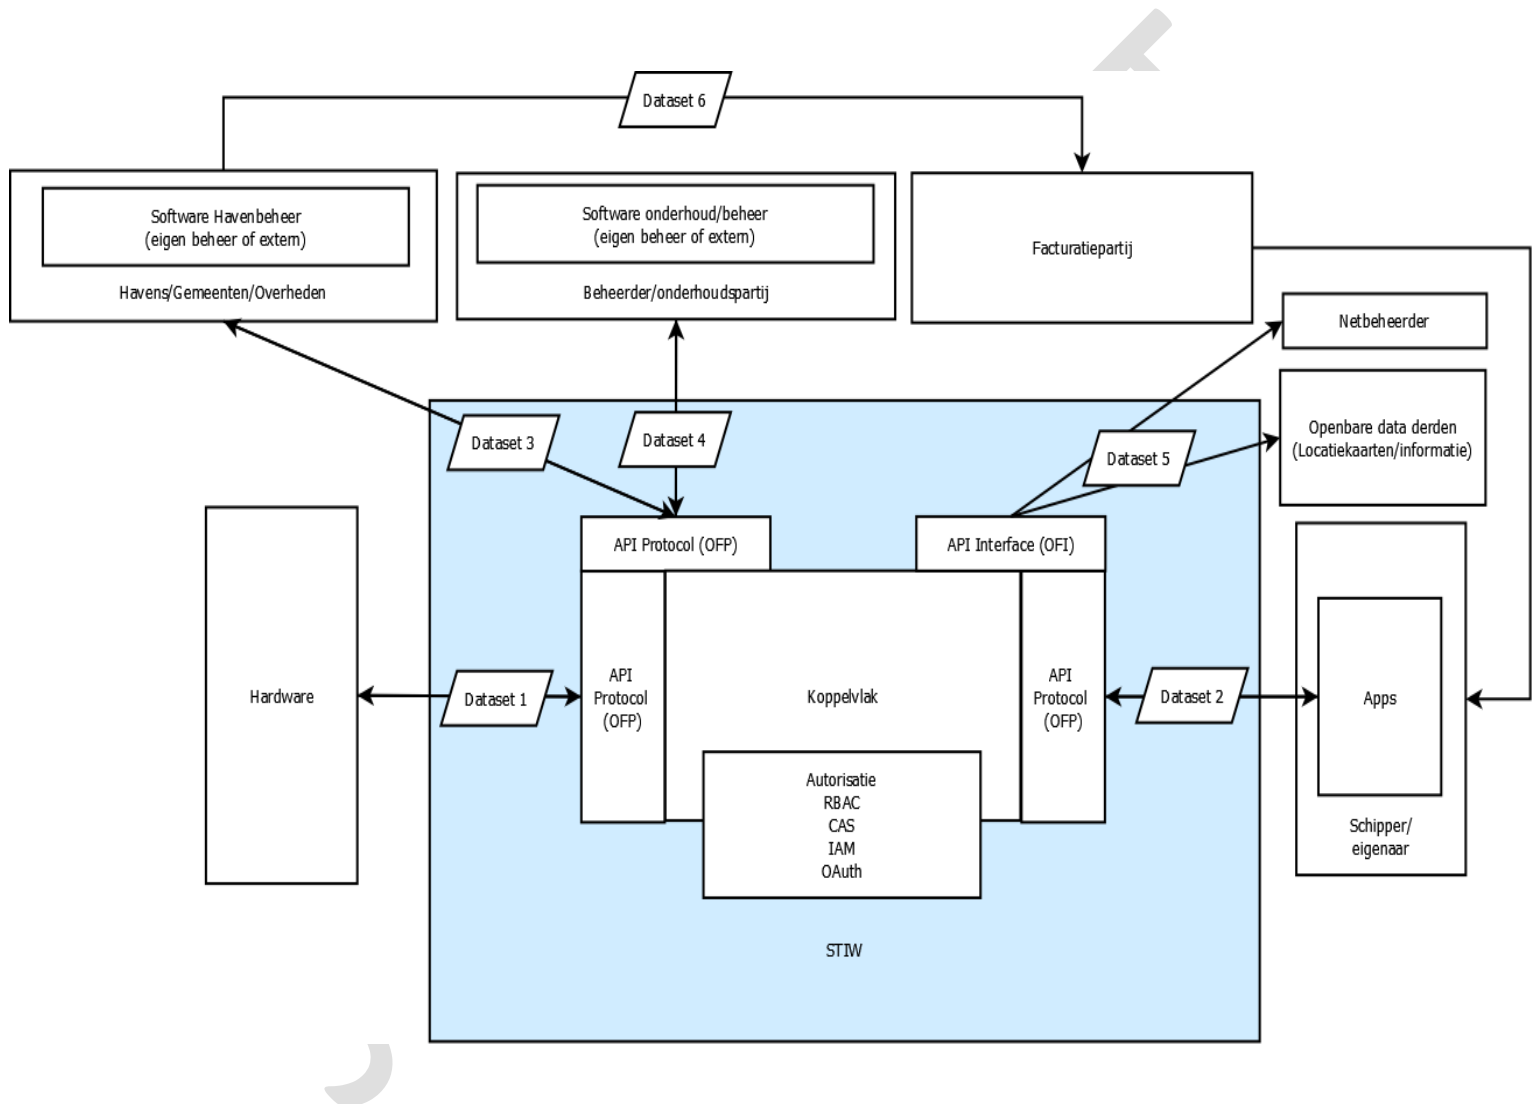 Dataset 6
Software Havenbeheer
(eigen beheer of extern)
Havens/Gemeenten/Overheden
Software onderhoud/beheer
(eigen beheer of extern)
Beheerder/onderhoudspartij
Facturatiepartij
Netbeheerder
Openbare data derden
(Locatiekaarten/informatie)
Dataset 3
Dataset 4
Dataset 5
API Protocol (OFP)
API Interface (OFI)
Hardware
Dataset 1
API
Protocol
(OFP)
Koppelvlak
API
Protocol
(OFP)
Dataset 2
Apps
Schipper/
eigenaar
Autorisatie
RBAC
CAS
IAM
OAuth
STIW